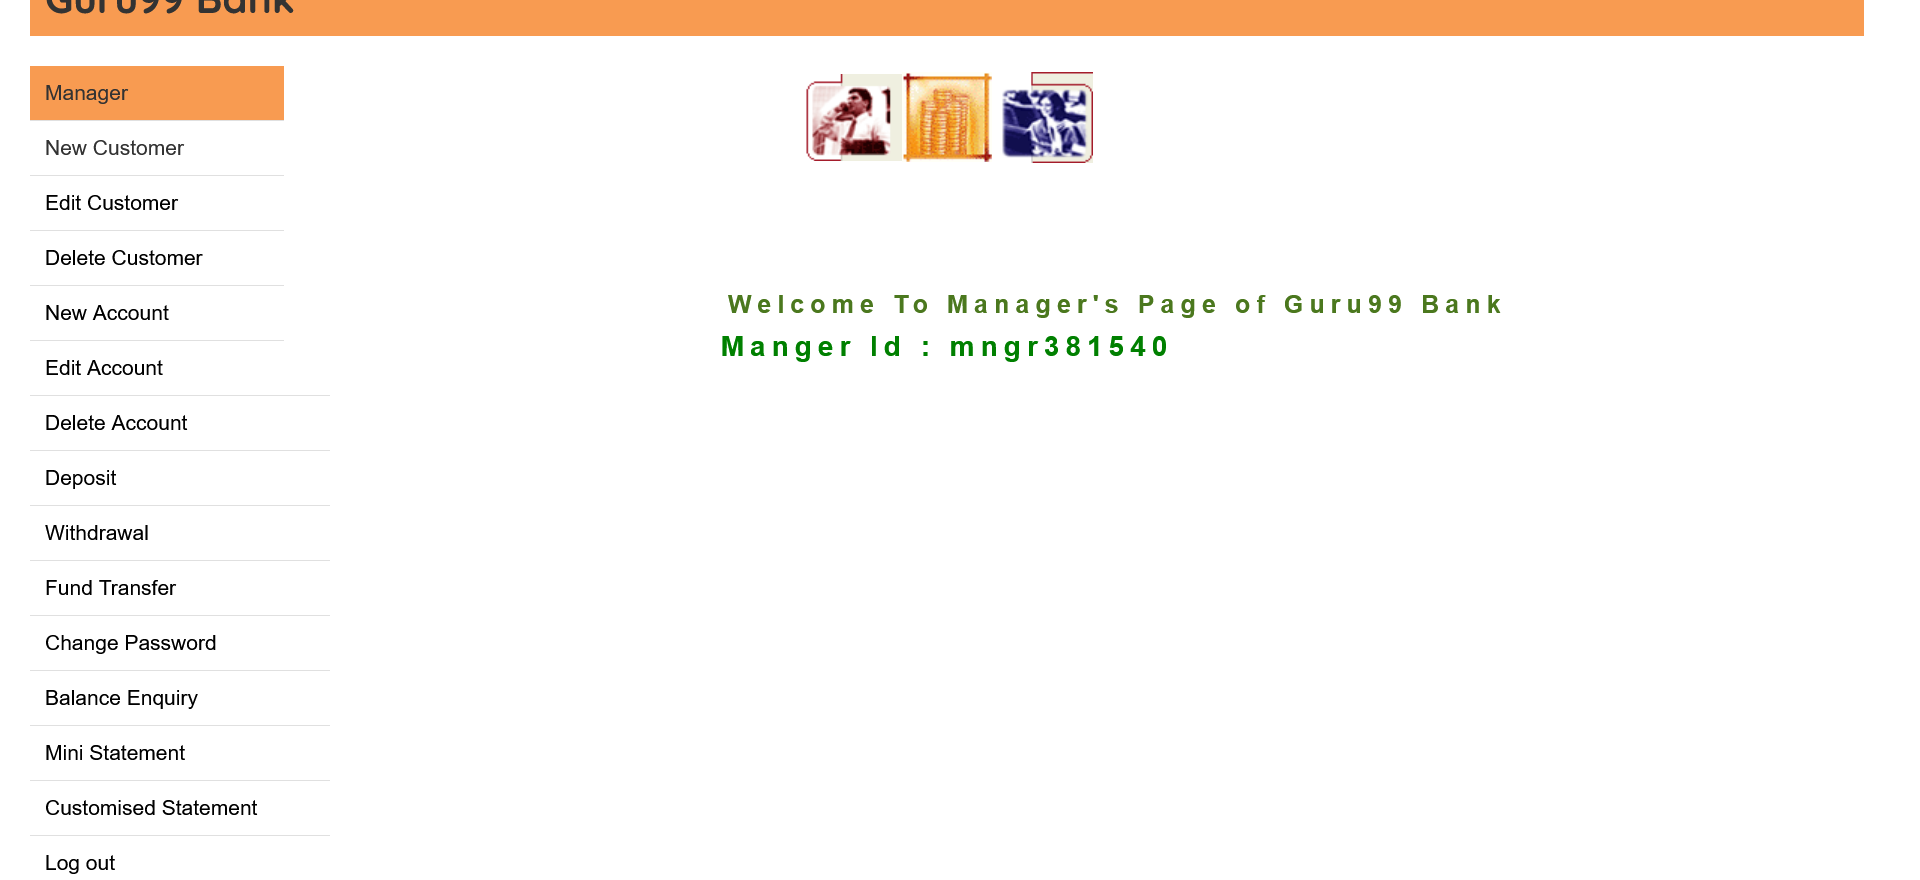 Guru99 Bank
Manager
New Customer
Edit Customer
Delete Customer
New Account
Edit Account
Delete Account
Deposit
Withdrawal
Fund Transfer
Change Password
Balance Enquiry
Mini Statement
Customised Statement
Log out
Welcome To Manager's Page of Guru99 Bank
Manger Id : mngr381540